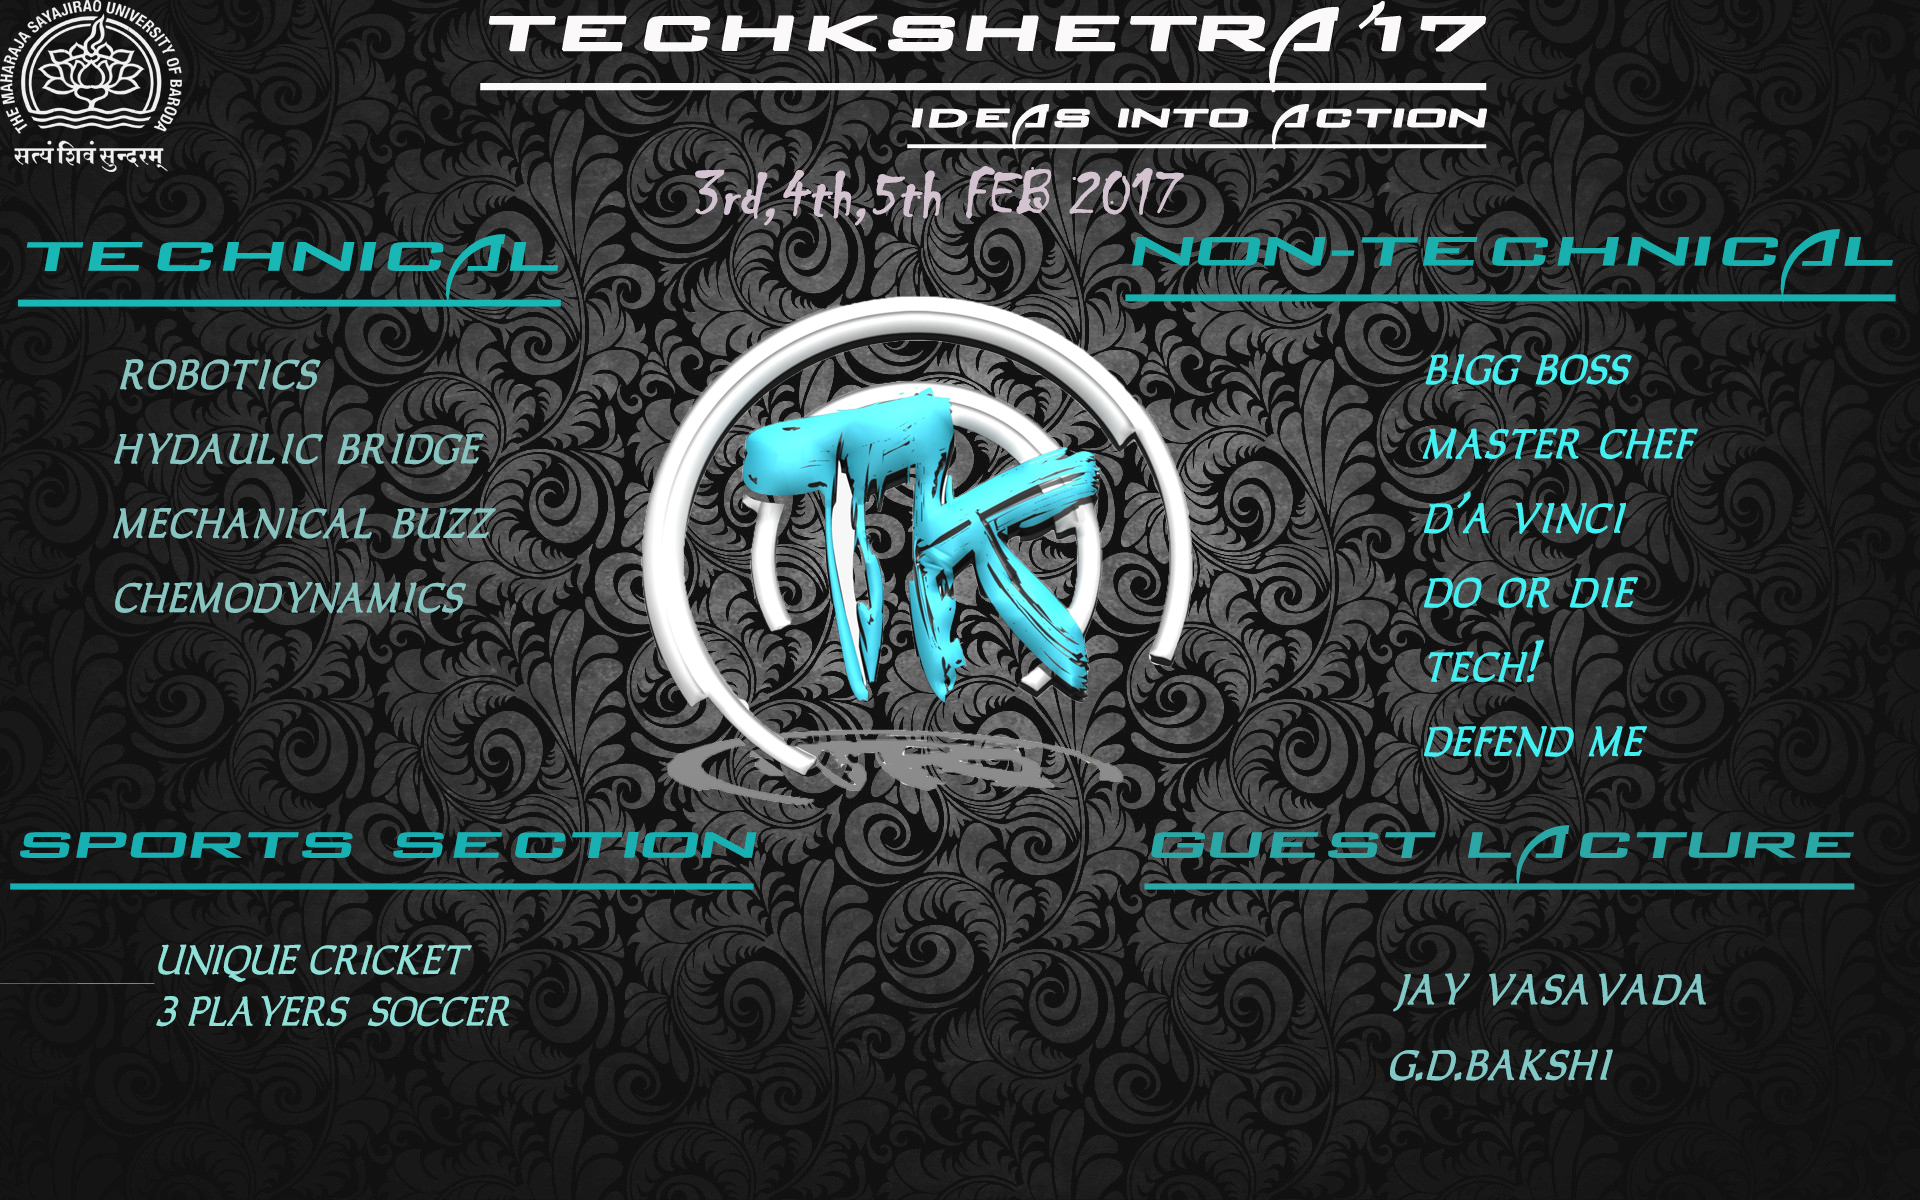 THE MAHARAJA SAYAJIRAO UNIVERSITY OF BARODA
सत्यं शिवं सुन्दरम्
TECHKSHETRA'17
IDEAS INTO ACTION
3rd,4th,5th FEB 2017
TECHNICAL
ROBOTICS
HYDAULIC BRIDGE
MECHANICAL BUZZ
CHEMODYNAMICS
NON-TECHNICAL
BIGG BOSS
MASTER CHEF
D'A VINCI
DO OR DIE
TECH!
DEFEND ME
TK
SPORTS SECTION
UNIQUE CRICKET
3 PLAYERS SOCCER
GUEST LACTURE
JAY VASAVADA
G.D.BAKSHI